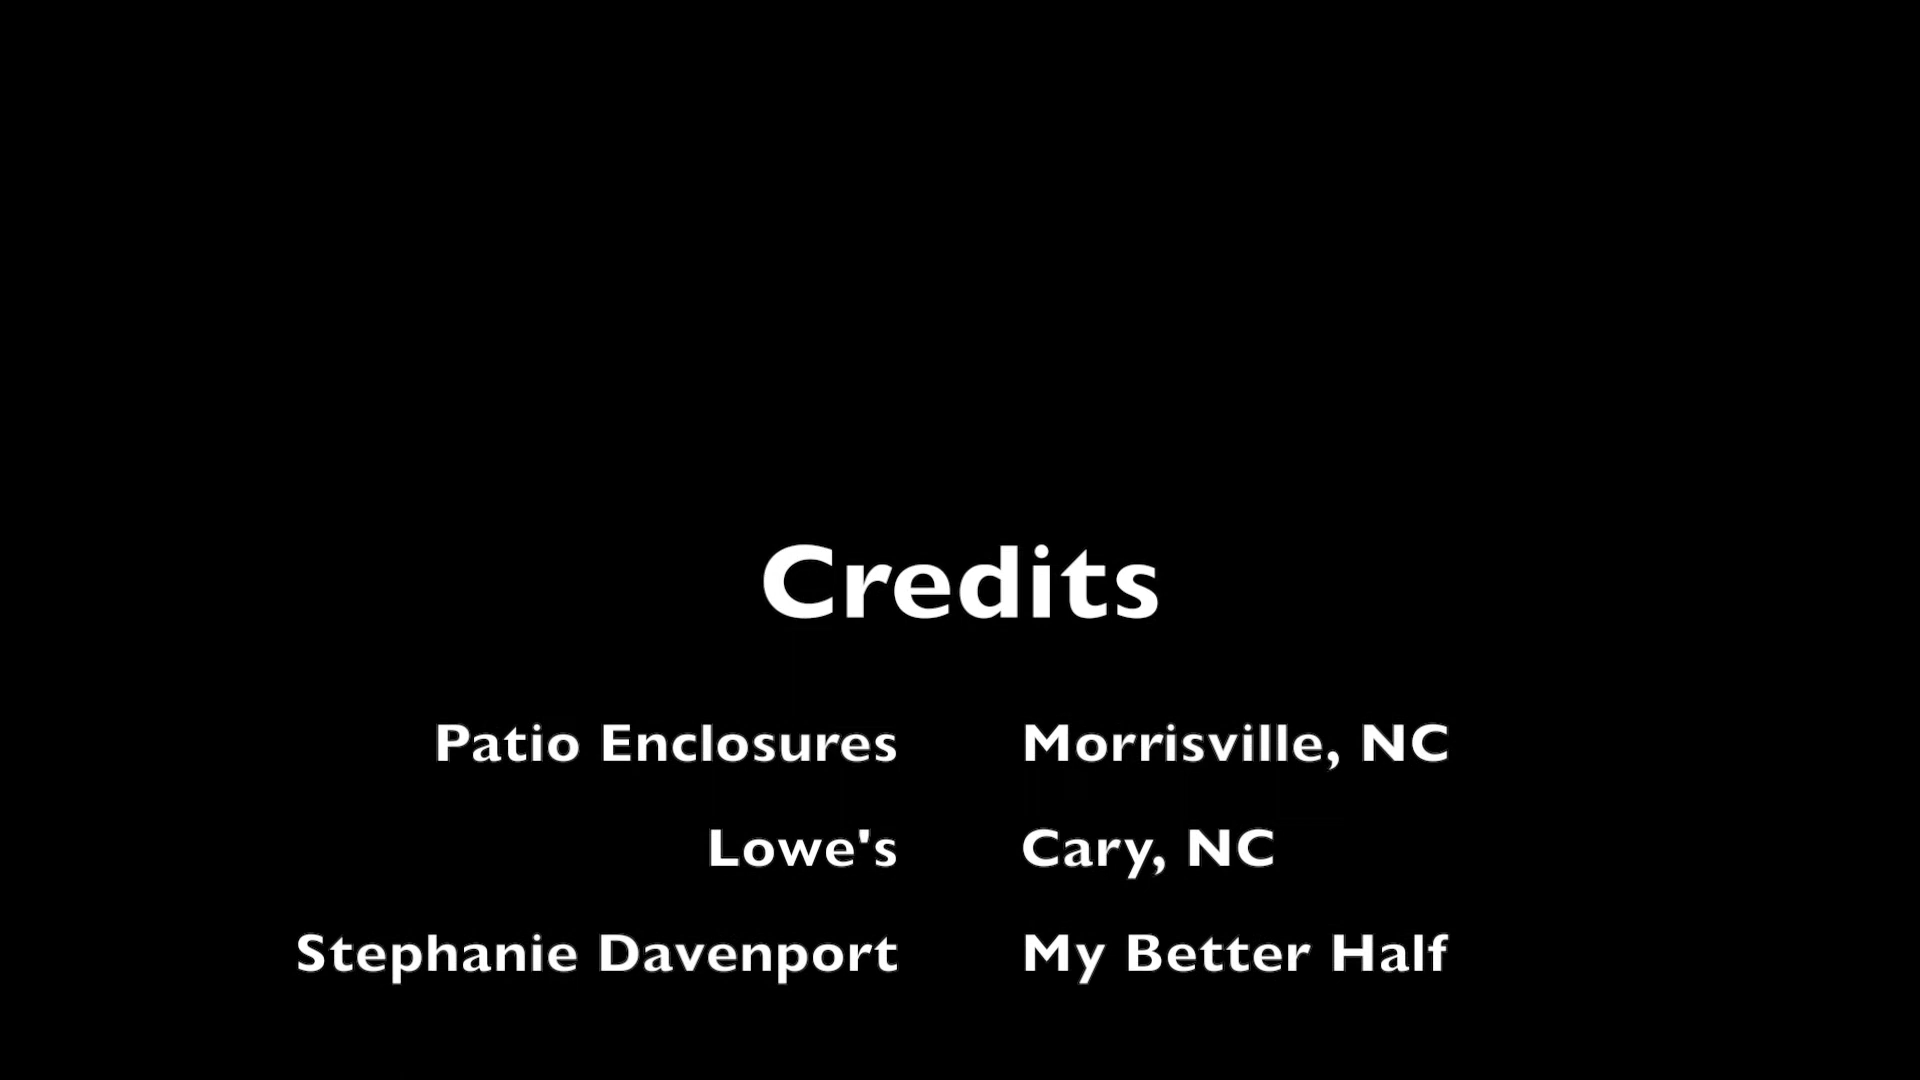 Credits
Patio Enclosures Morrisville, NC
Lowe's Cary, NC
Stephanie Davenport My Better Half